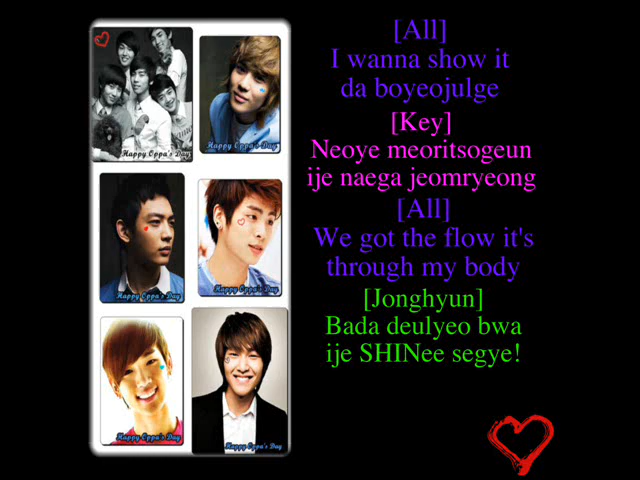 Happy Oppa's Day
Happy Oppa's Day
Happy Oppa's Day
Happy Oppa's Day
Happy Oppa's Day
Happy Oppa's Day
[All]
I wanna show it
da boyeojulge
[Key]
Neoye meoritsogeun
ije naega jeomryeong
[All]
We got the flow it's
through my body
[Jonghyun]
Bada deulyeo bwa
ije SHINee segye!